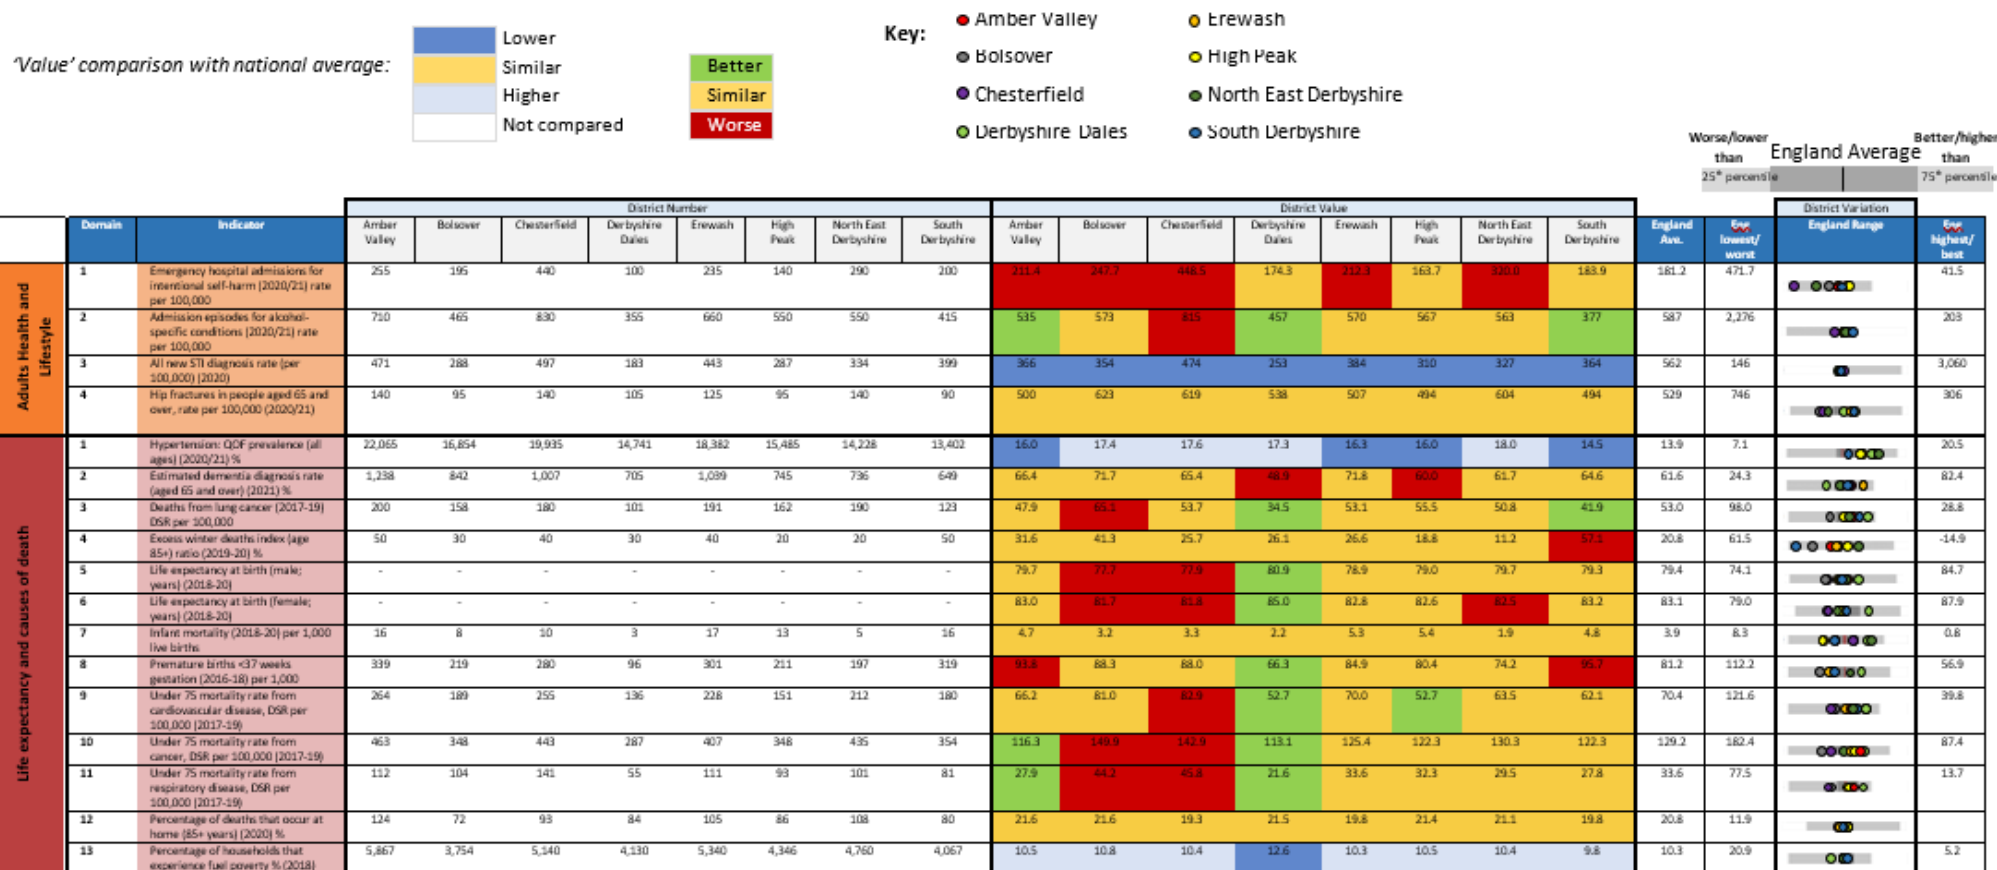 Lower
'Value' comparison with national average:
Similar
Higher
Not compared
Better
Similar
Worse
Key:
Amber Valley
Erewash
Bolsover
High Peak
Chesterfield
North East Derbyshire
Derbyshire Dales
South Derbyshire
Worse/lower than
England Average
Better/higher than
25th percentile
75th percentile
District Number
District Value
District Variation
Domain Indicator Amber Valley Bolsover Chesterfield Derbyshire Dales Erewash High Peak North East Derbyshire South Derbyshire Amber Valley Bolsover Chesterfield Derbyshire Dales Erewash High Peak North East Derbyshire South Derbyshire England Ave. Eng lowest/ worst England Range Eng highest/ best
Adults Health and Lifestyle
1 Emergency hospital admissions for intentional self-harm (2020/21) rate per 100,000 255 195 440 100 235 140 290 200 211.4 247.7 448.5 174.3 212.3 163.7 320.0 183.9 181.2 471.7 41.5
2 Admission episodes for alcohol-specific conditions (2020/21) rate per 100,000 710 465 830 355 660 550 550 415 535 573 815 457 570 567 563 377 587 2,276 203
3 All new STI diagnosis rate (per 100,000) (2020) 471 288 497 183 443 287 334 399 366 354 474 253 384 310 327 364 562 146 3,060
4 Hip fractures in people aged 65 and over, rate per 100,000 (2020/21) 140 95 140 105 125 95 140 90 500 623 619 538 507 494 604 494 529 746 306
Life expectancy and causes of death
1 Hypertension: QOF prevalence (all ages) (2020/21) % 22,065 16,854 19,935 14,741 18,382 15,485 14,228 13,402 16.0 17.4 17.6 17.3 16.3 16.0 18.0 14.5 13.9 7.1 20.5
2 Estimated dementia diagnosis rate (aged 65 and over) (2021) % 1,238 842 1,007 705 1,039 745 736 649 66.4 71.7 65.4 48.9 71.8 60.0 61.7 64.6 61.6 24.3 82.4
3 Deaths from lung cancer (2017-19) DSR per 100,000 200 158 180 101 191 162 190 123 47.9 65.1 53.7 34.5 53.1 55.5 50.8 41.9 53.0 98.0 28.8
4 Excess winter deaths index (age 85+) ratio (2019-20) % 50 30 40 30 40 20 20 50 31.6 41.3 25.7 26.1 26.6 18.8 11.2 57.1 20.8 61.5 -14.9
5 Life expectancy at birth (male; years) (2018-20) - - - - - - - - 79.7 77.7 77.9 80.9 78.9 79.0 79.7 79.3 79.4 74.1 84.7
6 Life expectancy at birth (female; years) (2018-20) - - - - - - - - 83.0 81.7 81.8 85.0 82.8 82.6 82.5 83.2 83.1 79.0 87.9
7 Infant mortality (2018-20) per 1,000 live births 16 8 10 3 17 13 5 16 4.7 3.2 3.3 2.2 5.3 5.4 1.9 4.8 3.9 8.3 0.8
8 Premature births <37 weeks gestation (2016-18) per 1,000 339 219 280 96 301 211 197 319 93.8 88.3 88.0 66.3 84.9 80.4 74.2 95.7 81.2 112.2 56.9
9 Under 75 mortality rate from cardiovascular disease, DSR per 100,000 (2017-19) 264 189 255 136 228 151 212 180 66.2 81.0 82.9 52.7 70.0 52.7 63.5 62.1 70.4 121.6 39.8
10 Under 75 mortality rate from cancer, DSR per 100,000 (2017-19) 463 348 443 287 407 348 435 354 116.3 149.9 142.9 113.1 125.4 122.3 130.3 122.3 129.2 182.4 87.4
11 Under 75 mortality rate from respiratory disease, DSR per 100,000 (2017-19) 112 104 141 55 111 93 101 81 27.9 44.2 45.8 21.6 33.6 32.3 29.5 27.8 33.6 77.5 13.7
12 Percentage of deaths that occur at home (85+ years) (2020) % 124 72 93 84 105 86 108 80 21.6 21.6 19.3 21.5 19.8 21.4 21.1 19.8 20.8 11.9
13 Percentage of households that experience fuel poverty % (2018) 5,867 3,754 5,140 4,130 5,340 4,346 4,760 4,067 10.5 10.8 10.4 12.6 10.3 10.5 10.4 9.8 10.3 20.9 5.2